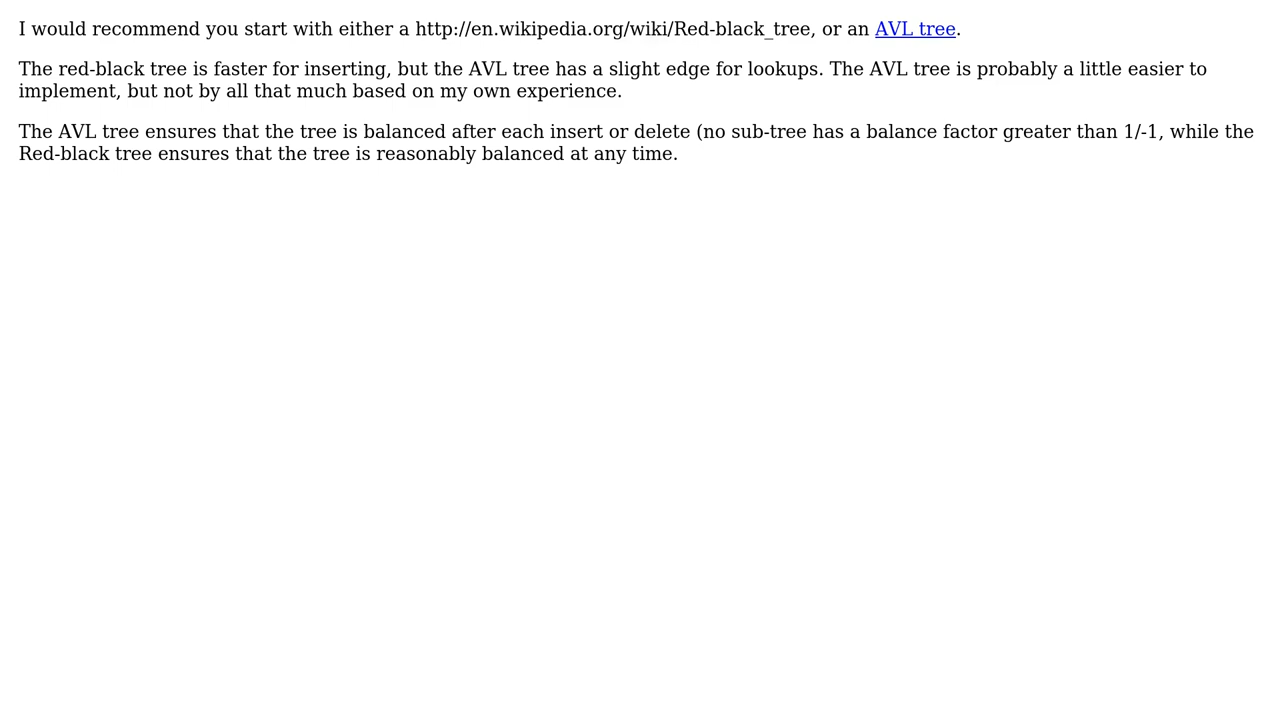 I would recommend you start with either a http://en.wikipedia.org/wiki/Red-black_tree, or an AVL tree.
The red-black tree is faster for inserting, but the AVL tree has a slight edge for lookups. The AVL tree is probably a little easier to
implement, but not by all that much based on my own experience.
The AVL tree ensures that the tree is balanced after each insert or delete (no sub-tree has a balance factor greater than 1/-1, while the
Red-black tree ensures that the tree is reasonably balanced at any time.